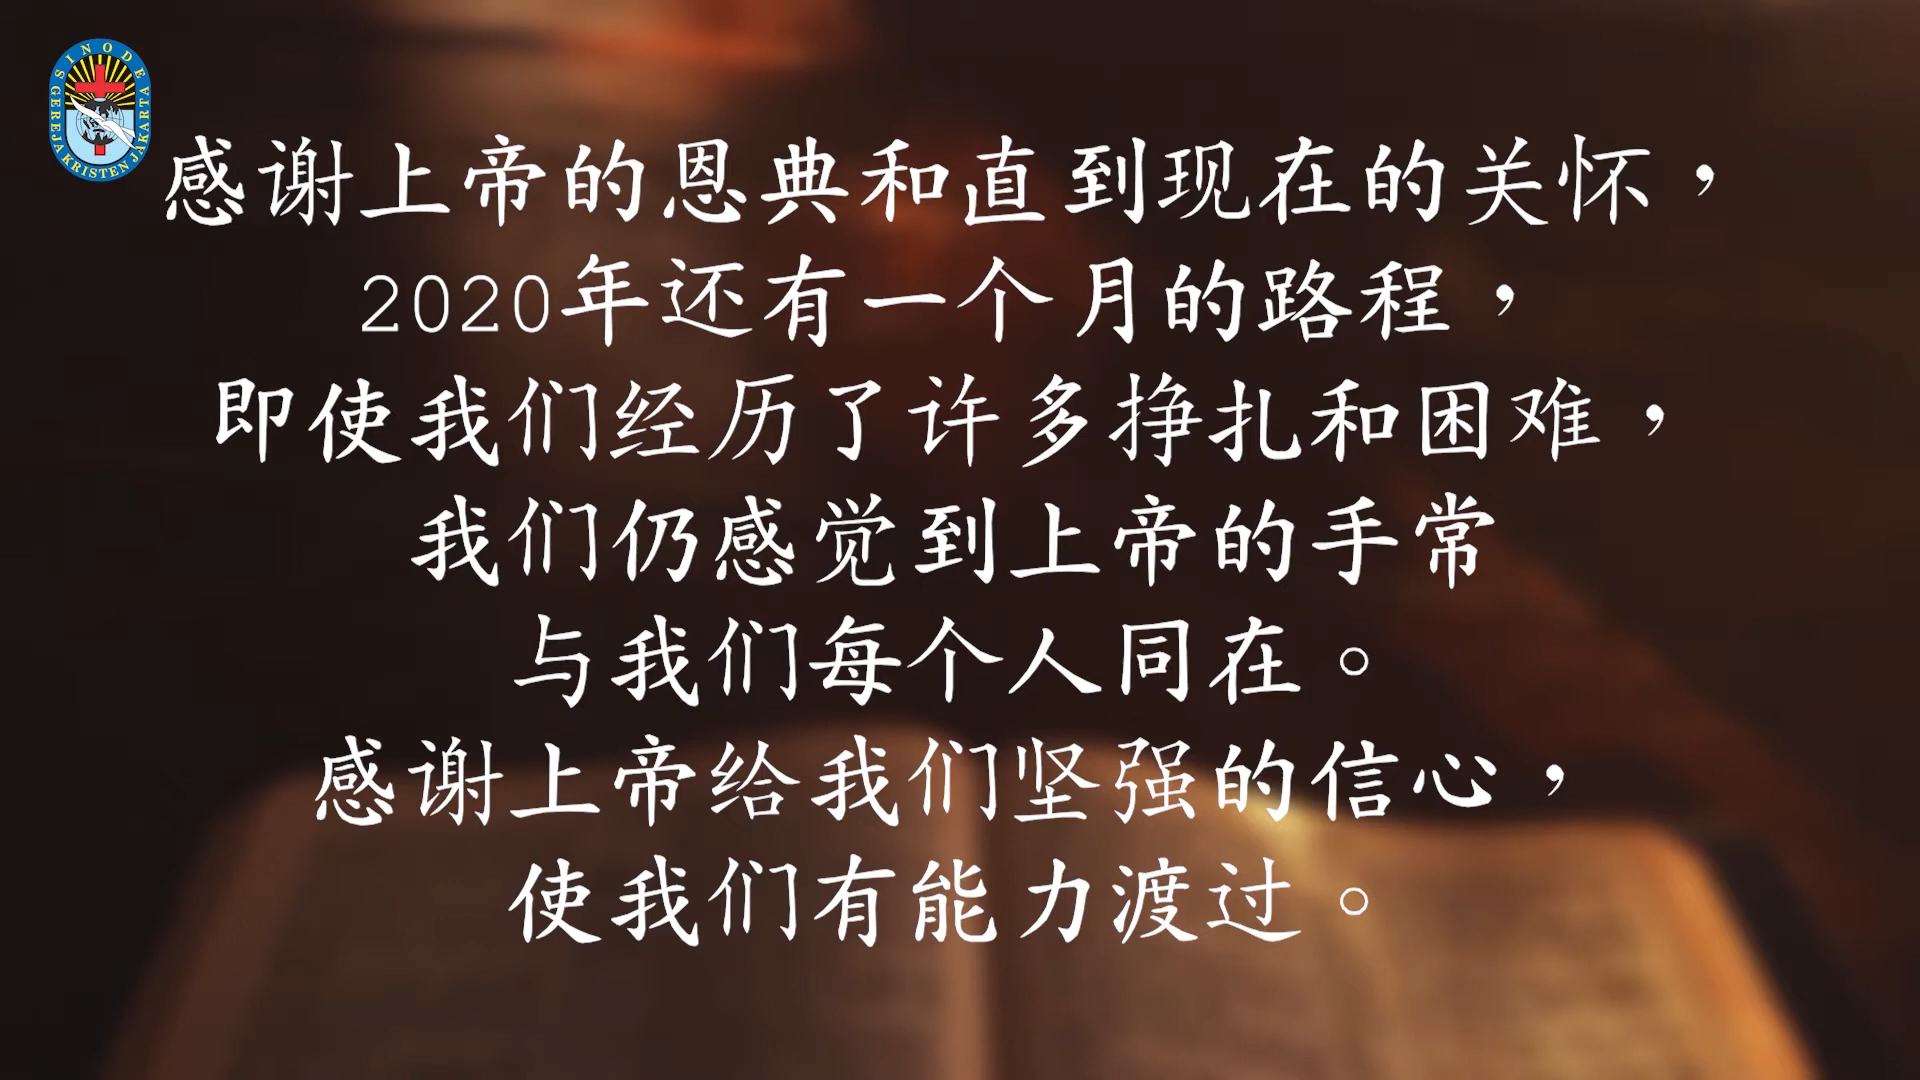 SINODE GEREJA KRISTEN JAKARTA
感谢上帝的恩典和直到现在的关怀，
2020年还有一个月的路程，
即使我们经历了许多挣扎和困难，
我们仍感觉到上帝的手常
与我们每个人同在。
感谢上帝给我们坚强的信心，
使我们有能力渡过。